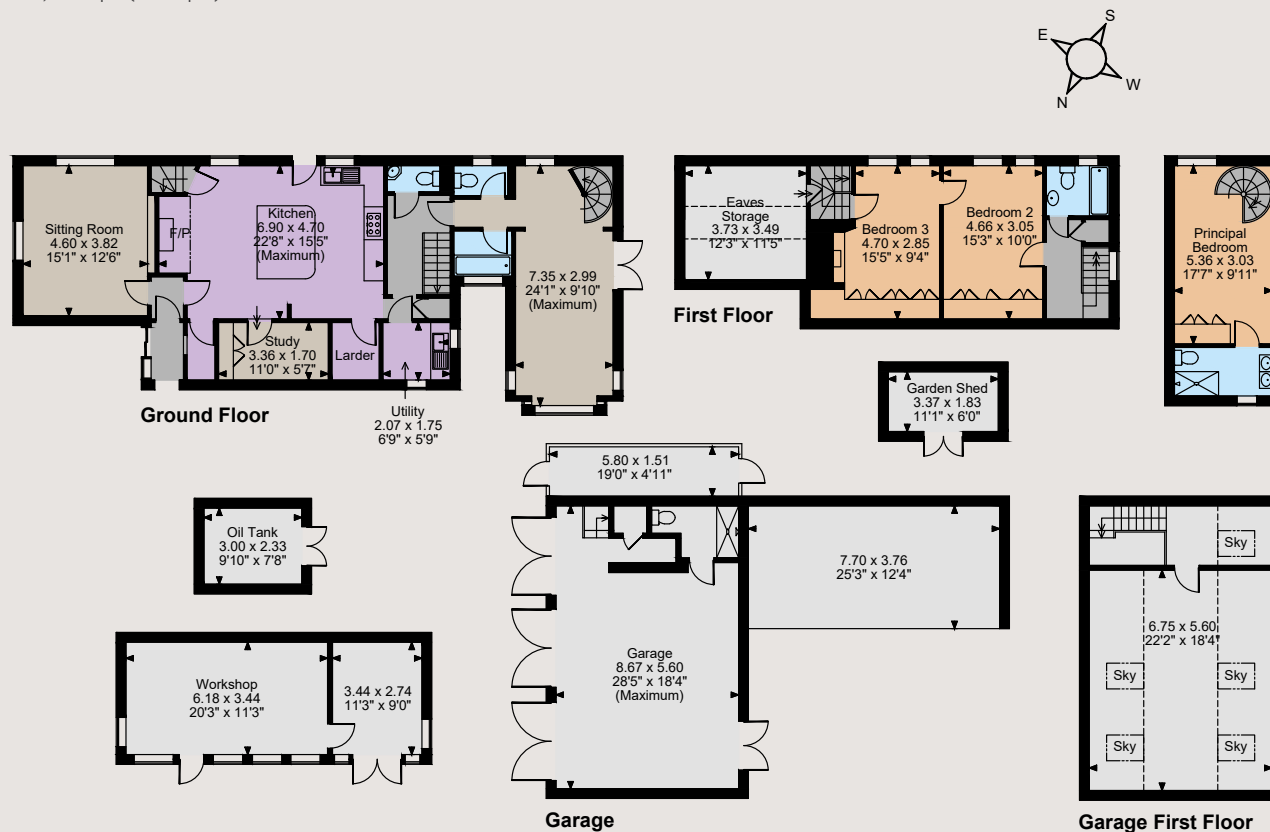 S
E
W
N
Sitting Room
4.60 x 3.82
15'1" x 12'6"
F/P
Kitchen
6.90 x 4.70
22'8" x 15'5"
(Maximum)
7.35 x 2.99
24'1" x 9'10"
(Maximum)
Study
3.36 x 1.70
11'0" x 5'7"
Larder
Utility
2.07 x 1.75
6'9" x 5'9"
Ground Floor
Eaves
Storage
3.73 x 3.49
12'3" x 11'5"
Bedroom 3
4.70 x 2.85
15'5" x 9'4"
Bedroom 2
4.66 x 3.05
15'3" x 10'0"
First Floor
Principal
Bedroom
5.36 x 3.03
17'7" x 9'11"
Garden Shed
3.37 x 1.83
11'1" x 6'0"
5.80 x 1.51
19'0" x 4'11"
Oil Tank
3.00 x 2.33
9'10" x 7'8"
7.70 x 3.76
25'3" x 12'4"
Garage
8.67 x 5.60
28'5" x 18'4"
(Maximum)
Garage
Workshop
6.18 x 3.44
20'3" x 11'3"
3.44 x 2.74
11'3" x 9'0"
Sky
6.75 x 5.60
22'2" x 18'4"
Sky
Sky
Sky
Sky
Garage First Floor